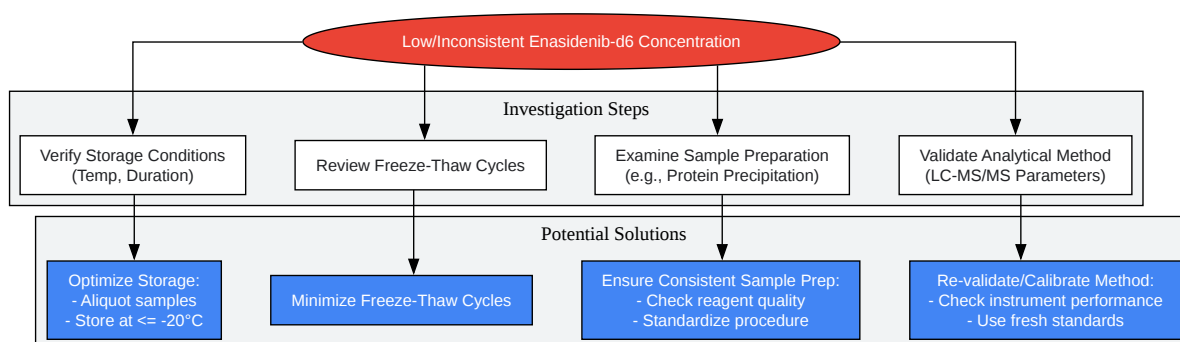 Low/Inconsistent Enasidenib-d6 Concentration
Investigation Steps
Verify Storage Conditions
(Temp, Duration)
Review Freeze-Thaw Cycles
Examine Sample Preparation
(e.g., Protein Precipitation)
Validate Analytical Method
(LC-MS/MS Parameters)
Potential Solutions
Optimize Storage:
- Aliquot samples
- Store at <= -20°C
Minimize Freeze-Thaw Cycles
Ensure Consistent Sample Prep:
- Check reagent quality
- Standardize procedure
Re-validate/Calibrate Method:
- Check instrument performance
- Use fresh standards